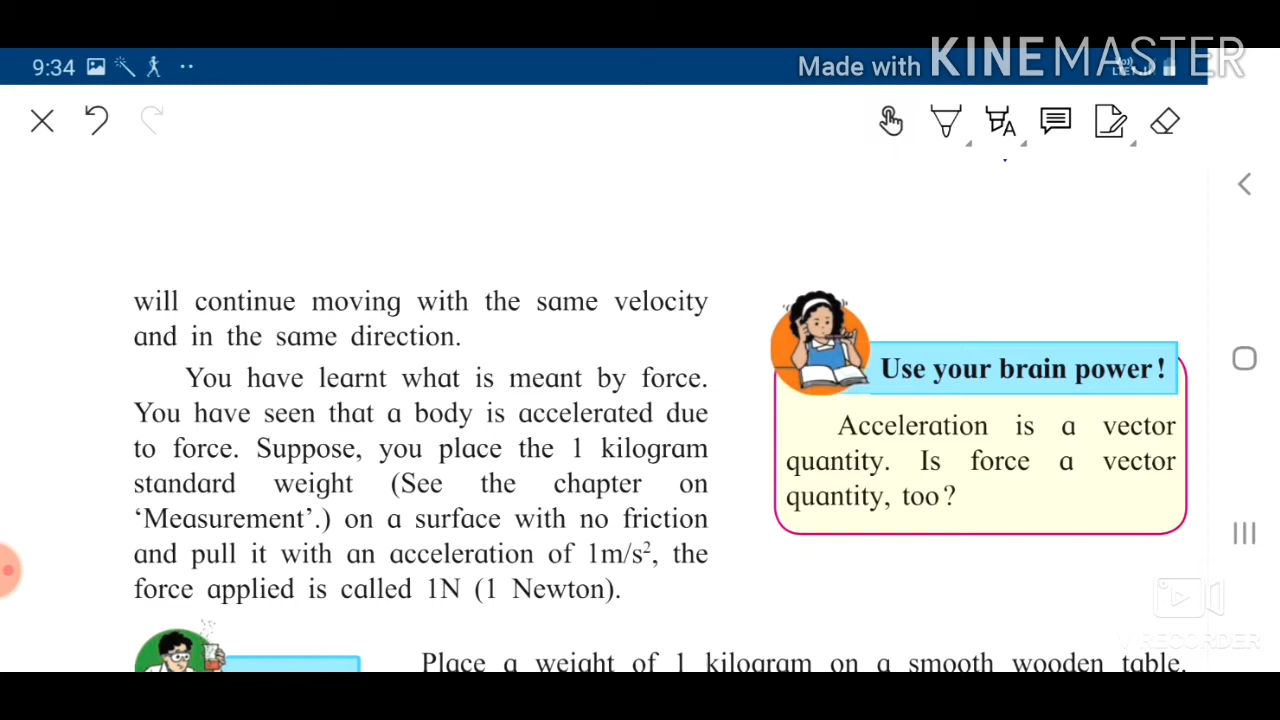 9:34
Made with KINEMASTER
will continue moving with the same velocity
and in the same direction.
You have learnt what is meant by force.
You have seen that a body is accelerated due
to force. Suppose, you place the 1 kilogram
standard weight (See the chapter on
‘Measurement’.) on a surface with no friction
and pull it with an acceleration of 1m/s², the
force applied is called 1N (1 Newton).
Use your brain power!
Acceleration is a vector
quantity. Is force a vector
quantity, too?
V RECORDER
Place a weight of 1 kilogram on a smooth wooden table.